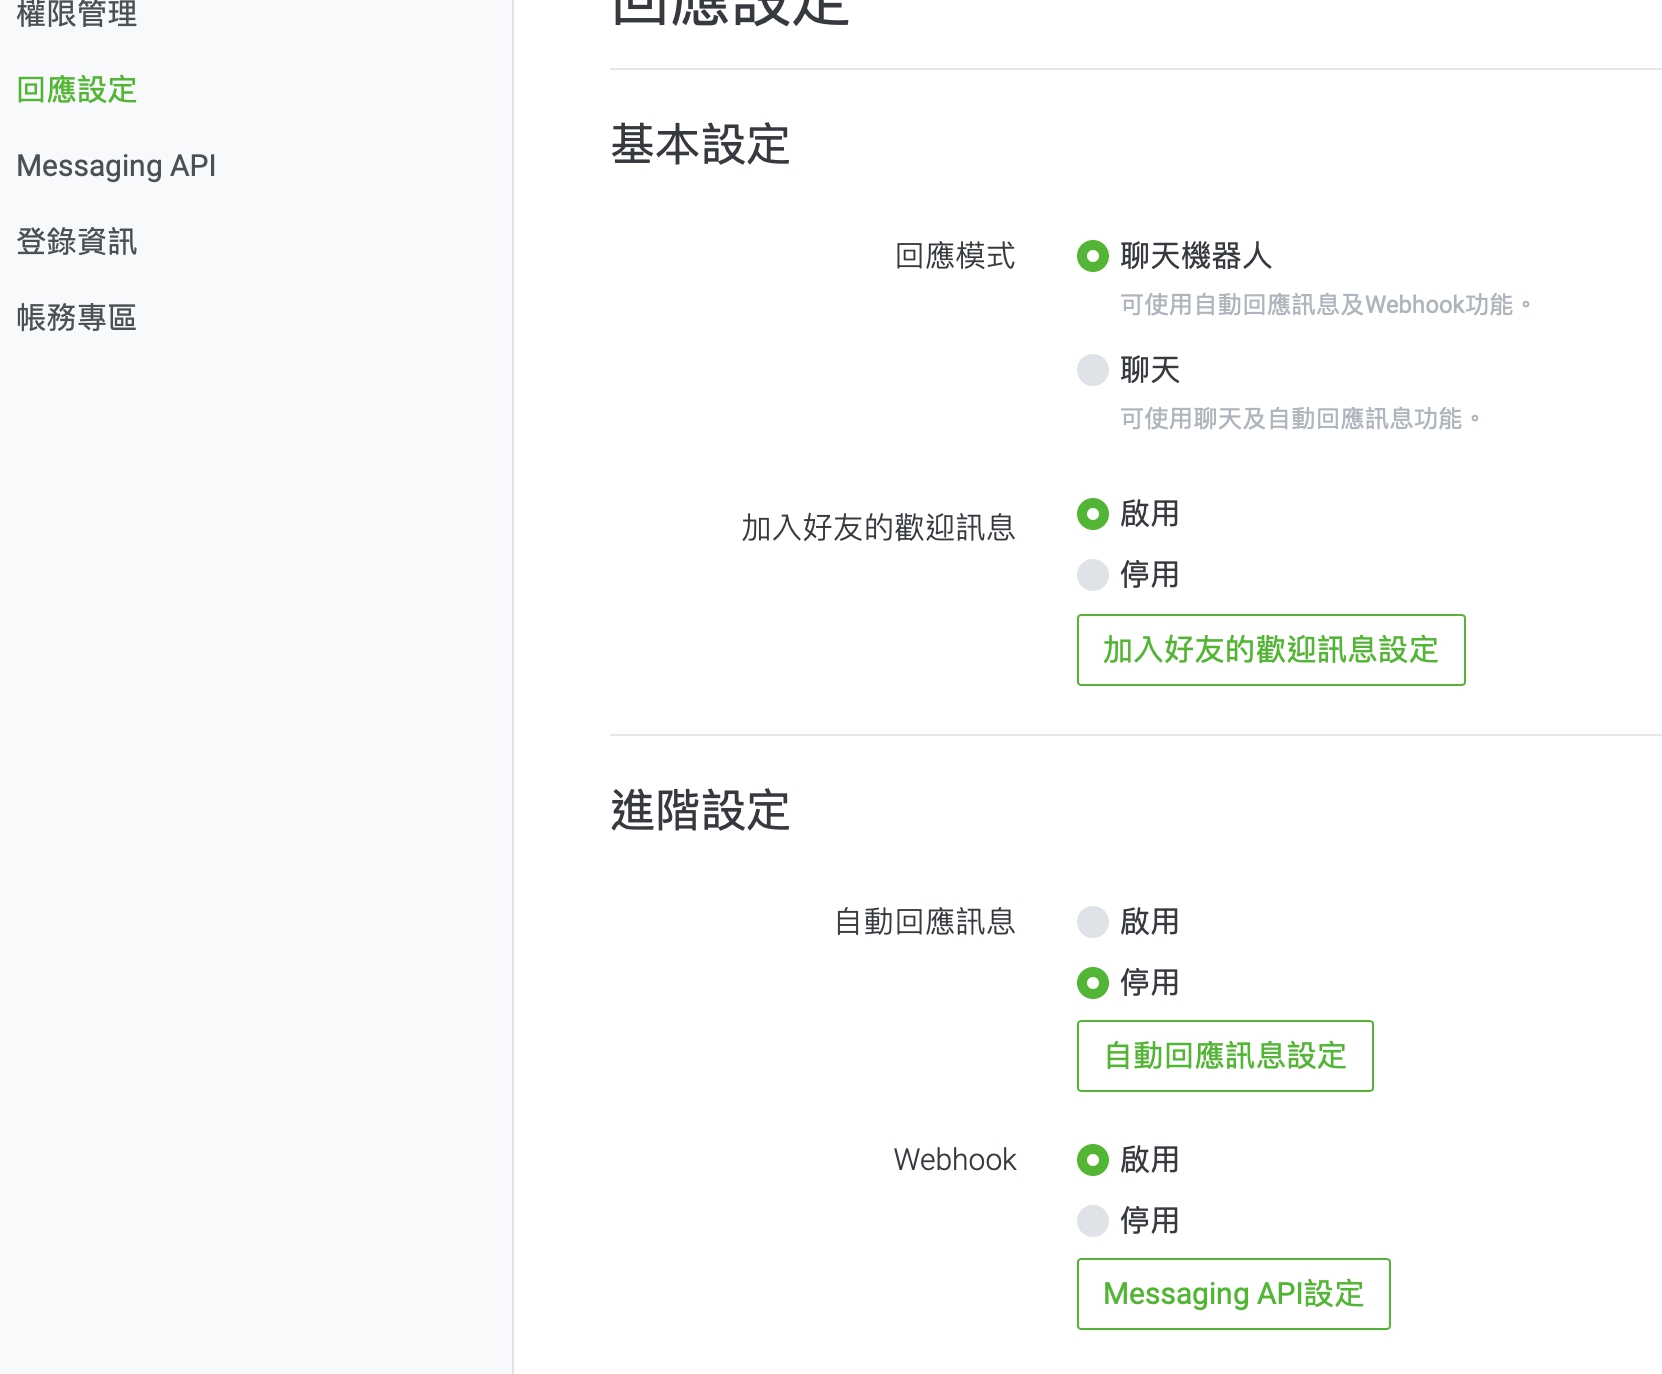 權限管理
回應設定
Messaging API
登錄資訊
帳務專區
回應設定
基本設定
回應模式
聊天機器人
可使用自動回應訊息及Webhook功能。
聊天
可使用聊天及自動回應訊息功能。
加入好友的歡迎訊息
啟用
停用
加入好友的歡迎訊息設定
進階設定
自動回應訊息
啟用
停用
自動回應訊息設定
Webhook
啟用
停用
Messaging API設定